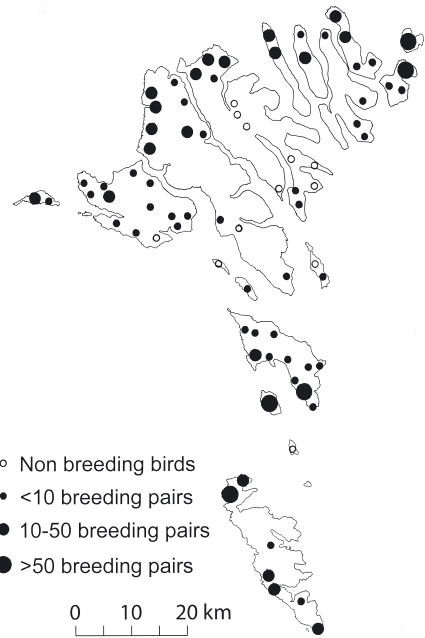 Non breeding birds
<10 breeding pairs
10-50 breeding pairs
>50 breeding pairs
0 10 20 km